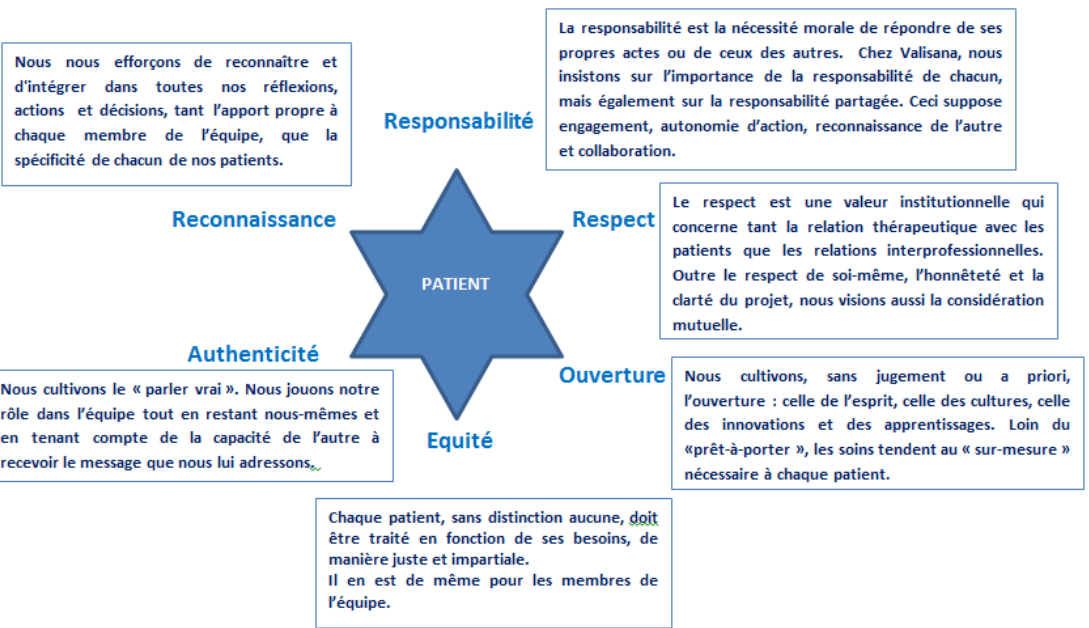 La responsabilité est la nécessité morale de répondre de ses
propres actes ou de ceux des autres. Chez Valisana, nous
insistons sur l'importance de la responsabilité de chacun,
mais également sur la responsabilité partagée. Ceci suppose
engagement, autonomie d'action, reconnaissance de l'autre
et collaboration.
Nous nous efforçons de reconnaître et
d'intégrer dans toutes nos réflexions,
actions et décisions, tant l'apport propre à
chaque membre de l'équipe, que la
spécificité de chacun de nos patients.
Responsabilité
Reconnaissance
Respect
Le respect est une valeur institutionnelle qui
concerne tant la relation thérapeutique avec les
patients que les relations interprofessionnelles.
Outre le respect de soi-même, l'honnêteté et la
clarté du projet, nous visions aussi la considération
mutuelle.
PATIENT
Authenticité
Ouverture
Nous cultivons le « parler vrai ». Nous jouons notre
rôle dans l'équipe tout en restant nous-mêmes et
en tenant compte de la capacité de l'autre à
recevoir le message que nous lui adressons.
Nous cultivons, sans jugement ou a priori,
l'ouverture : celle de l'esprit, celle des cultures, celle
des innovations et des apprentissages. Loin du
«prêt-à-porter », les soins tendent au « sur-mesure »
nécessaire à chaque patient.
Equité
Chaque patient, sans distinction aucune, doit
être traité en fonction de ses besoins, de
manière juste et impartiale.
Il en est de même pour les membres de
l'équipe.